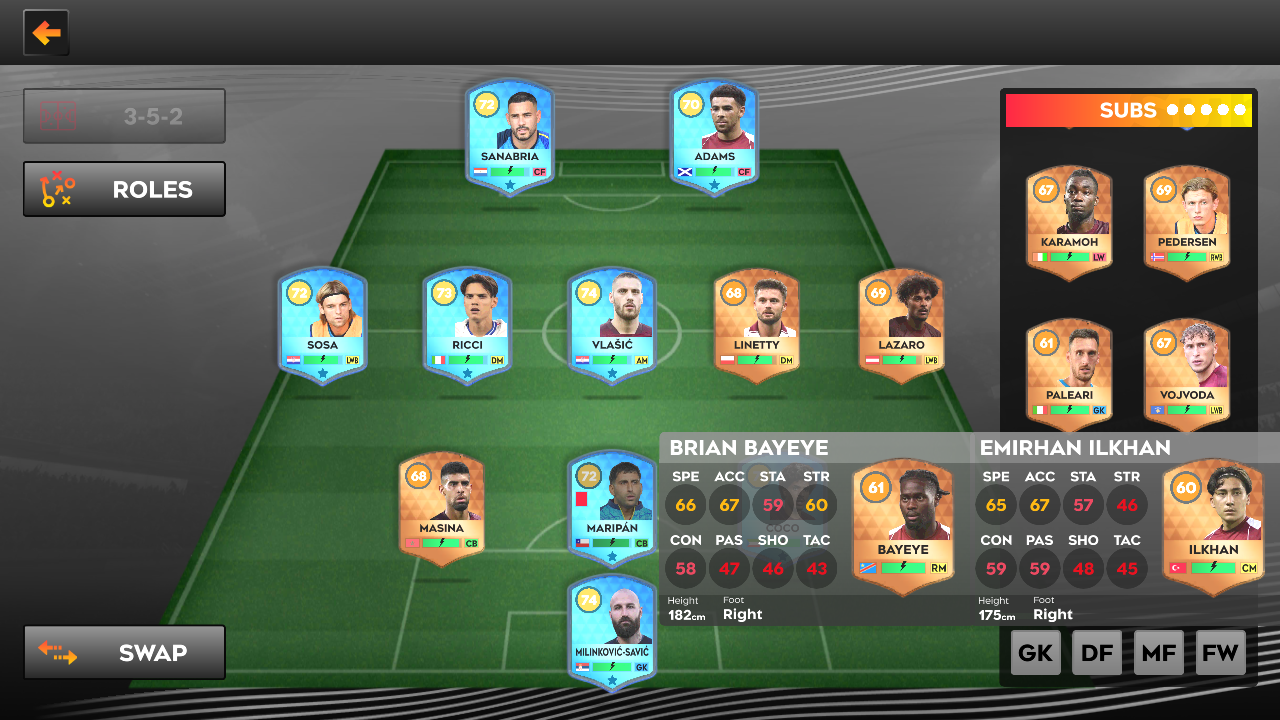 3-5-2
ROLES
SUBS
72
SANABRIA
CF
70
ADAMS
CF
67
KARAMOH
LW
69
PEDERSEN
RWB
72
SOSA
LWB
73
RICCI
DM
74
VLAŠIĆ
AM
68
LINETTY
DM
69
LAZARO
LWB
61
PALEARI
GK
67
VOJVODA
LWB
68
MASINA
CB
72
MARIPÁN
CB
COCO
BRIAN BAYEYE
SPE ACC STA STR
66 67 59 60
CON PAS SHO TAC
58 47 46 43
Height Foot
182cm Right
61
BAYEYE
RM
EMIRHAN ILKHAN
SPE ACC STA STR
65 67 57 46
CON PAS SHO TAC
59 59 48 45
Height Foot
175cm Right
60
ILKHAN
CM
74
MILINKOVIĆ-SAVIĆ
GK
SWAP
GK DF MF FW